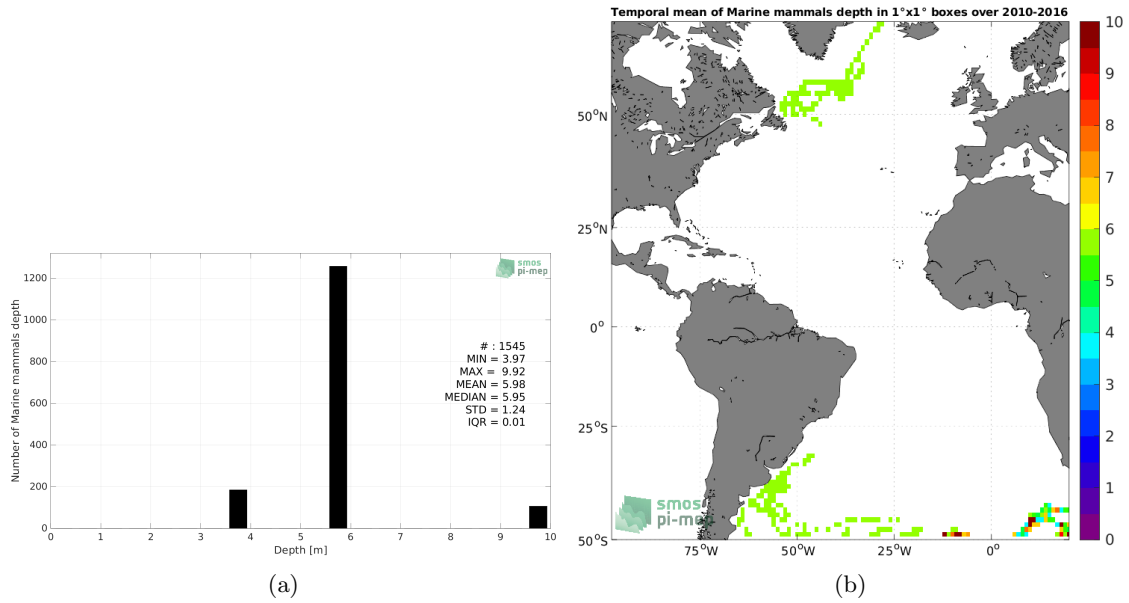 Temporal mean of Marine mammals depth in 1°x1° boxes over 2010-2016
Number of Marine mammals depth
1200
1000
800
600
400
200
0
smos
pi-mep
# : 1545
MIN = 3.97
MAX = 9.92
MEAN = 5.98
MEDIAN = 5.95
STD = 1.24
IQR = 0.01
0 1 2 3 4 5 6 7 8 9 10
Depth [m]
(a)
50°N
25°N
0°
25°S
50°S
smos
pi-mep
75°W 50°W 25°W 0°
10
9
8
7
6
5
4
3
2
1
0
(b)